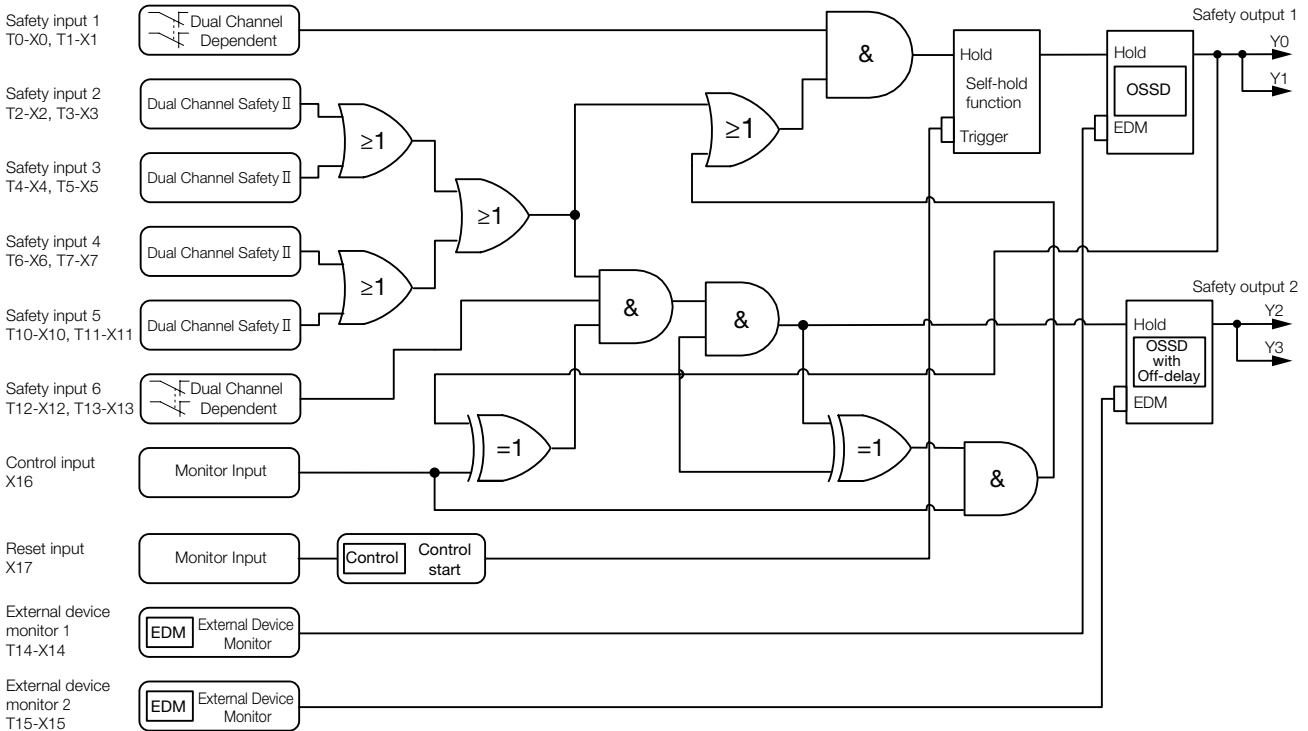 Safety input 1
T0-X0, T1-X1
Dual Channel
Dependent
Safety input 2
T2-X2, T3-X3
Dual Channel Safety II
Safety input 3
T4-X4, T5-X5
Dual Channel Safety II
Safety input 4
T6-X6, T7-X7
Dual Channel Safety II
Safety input 5
T10-X10, T11-X11
Dual Channel Safety II
Safety input 6
T12-X12, T13-X13
Dual Channel
Dependent
Control input
X16
Monitor Input
Reset input
X17
Monitor Input
Control
Control
start
External device
monitor 1
T14-X14
EDM
External Device
Monitor
External device
monitor 2
T15-X15
EDM
External Device
Monitor
≥1
≥1
≥1
≥1
&
&
&
=1
=1
&
Hold
Self-hold
function
Trigger
Safety output 1
Hold
OSSD
EDM
Y0
Y1
Safety output 2
Hold
OSSD
with
Off-delay
EDM
Y2
Y3